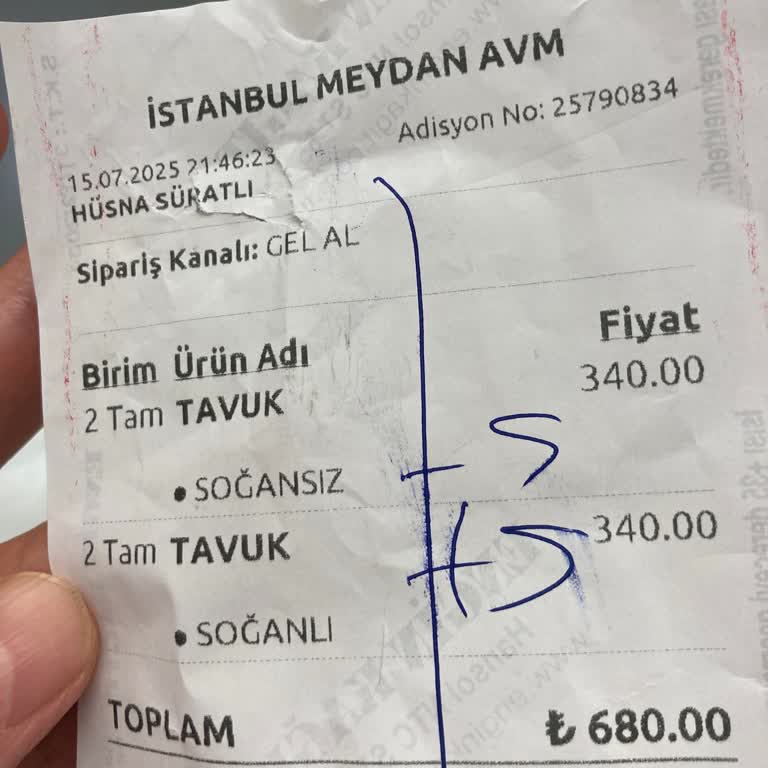 İSTANBUL MEYDAN AVM
Adisyon No: 25790834
15.07.2025 21:46:23
HÜSNA SÜRATLI
Sipariş Kanalı: GEL AL
Birim Ürün Adı Fiyat
2 Tam TAVUK 340.00
• SOĞANSIZ
2 Tam TAVUK 340.00
• SOĞANLI
TOPLAM ₺ 680.00